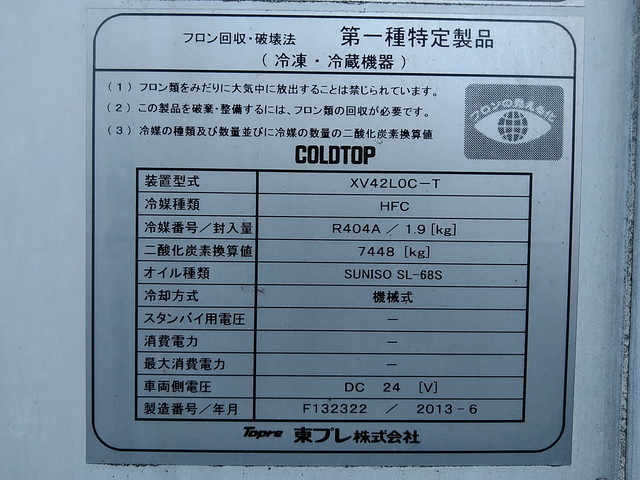 フロン回収・破壊法 第一種特定製品
（ 冷凍・冷蔵機器 ）
（１）フロン類をみだりに大気中に放出することは禁じられています。
（２）この製品を廃棄・整備するには、フロン類の回収が必要です。
（３）冷媒の種類及び数量並びに冷媒の数量の二酸化炭素換算値
フロンの見える化
COLDTOP
装置型式 XV42L0C-T
冷媒種類 HFC
冷媒番号／封入量 R404A ／ 1.9 [kg]
二酸化炭素換算値 7448 [kg]
オイル種類 SUNISO SL-68S
冷却方式 機械式
スタンバイ用電圧 －
消費電力 －
最大消費電力 －
車両側電圧 DC 24 [V]
製造番号／年月 F132322 ／ 2013-6
Topre 東プレ株式会社